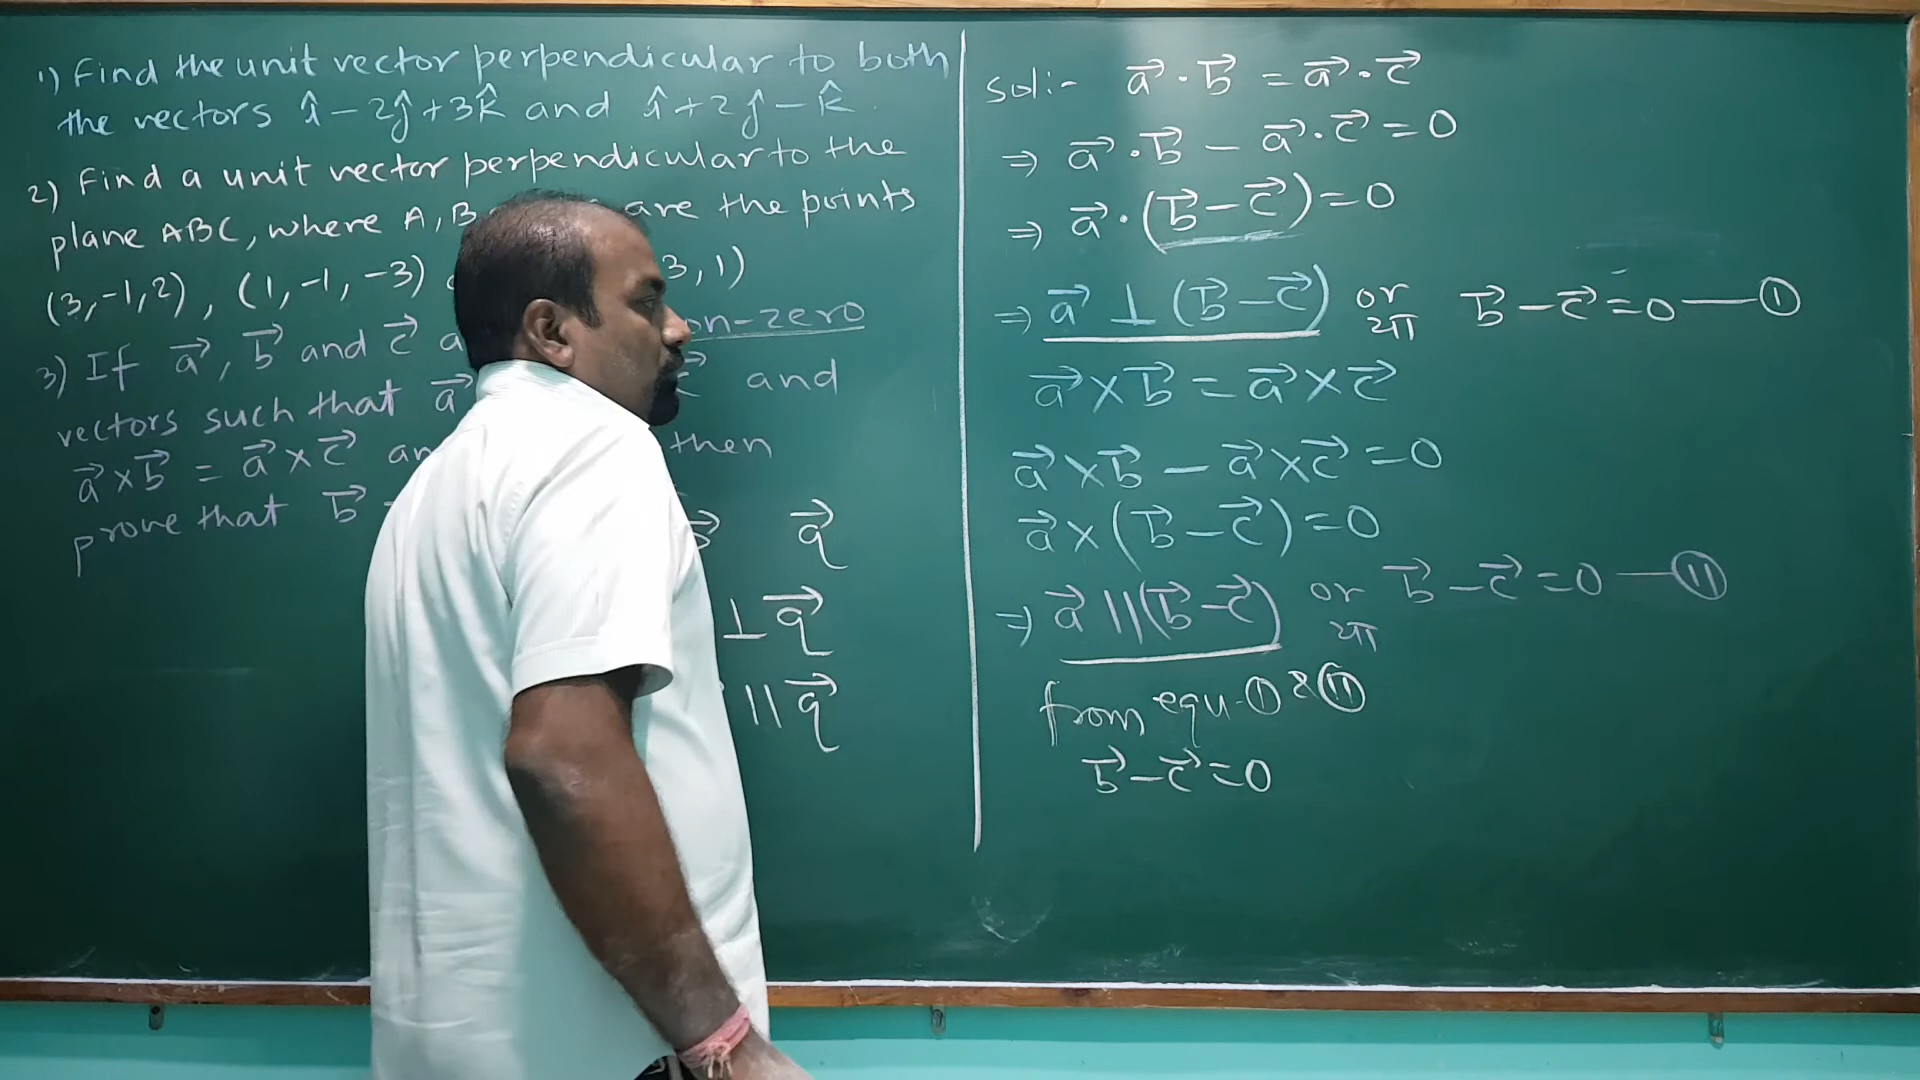 1) Find the unit vector perpendicular to both
the vectors î - 2ĵ + 3k̂ and î + 2ĵ - k̂.
2) Find a unit vector perpendicular to the
plane ABC, where A, B are the points
(3, -1, 2), (1, -1, -3) 3, 1)
3) If a⃗, b⃗ and c⃗ on-zero
vectors such that a⃗ c⃗ and
a⃗ × b⃗ = a⃗ × c⃗ then
prove that b⃗
q⃗
⊥ q⃗
|| q⃗
sol:- a⃗ · b⃗ = a⃗ · c⃗
⇒ a⃗ · b⃗ - a⃗ · c⃗ = 0
⇒ a⃗ · (b⃗ - c⃗) = 0
⇒ a⃗ ⊥ (b⃗ - c⃗) or या b⃗ - c⃗ = 0 — ①
a⃗ × b⃗ = a⃗ × c⃗
a⃗ × b⃗ - a⃗ × c⃗ = 0
a⃗ × (b⃗ - c⃗) = 0
⇒ a⃗ || (b⃗ - c⃗) or या b⃗ - c⃗ = 0 — ⑪
from equ. ① & ⑪
b⃗ - c⃗ = 0